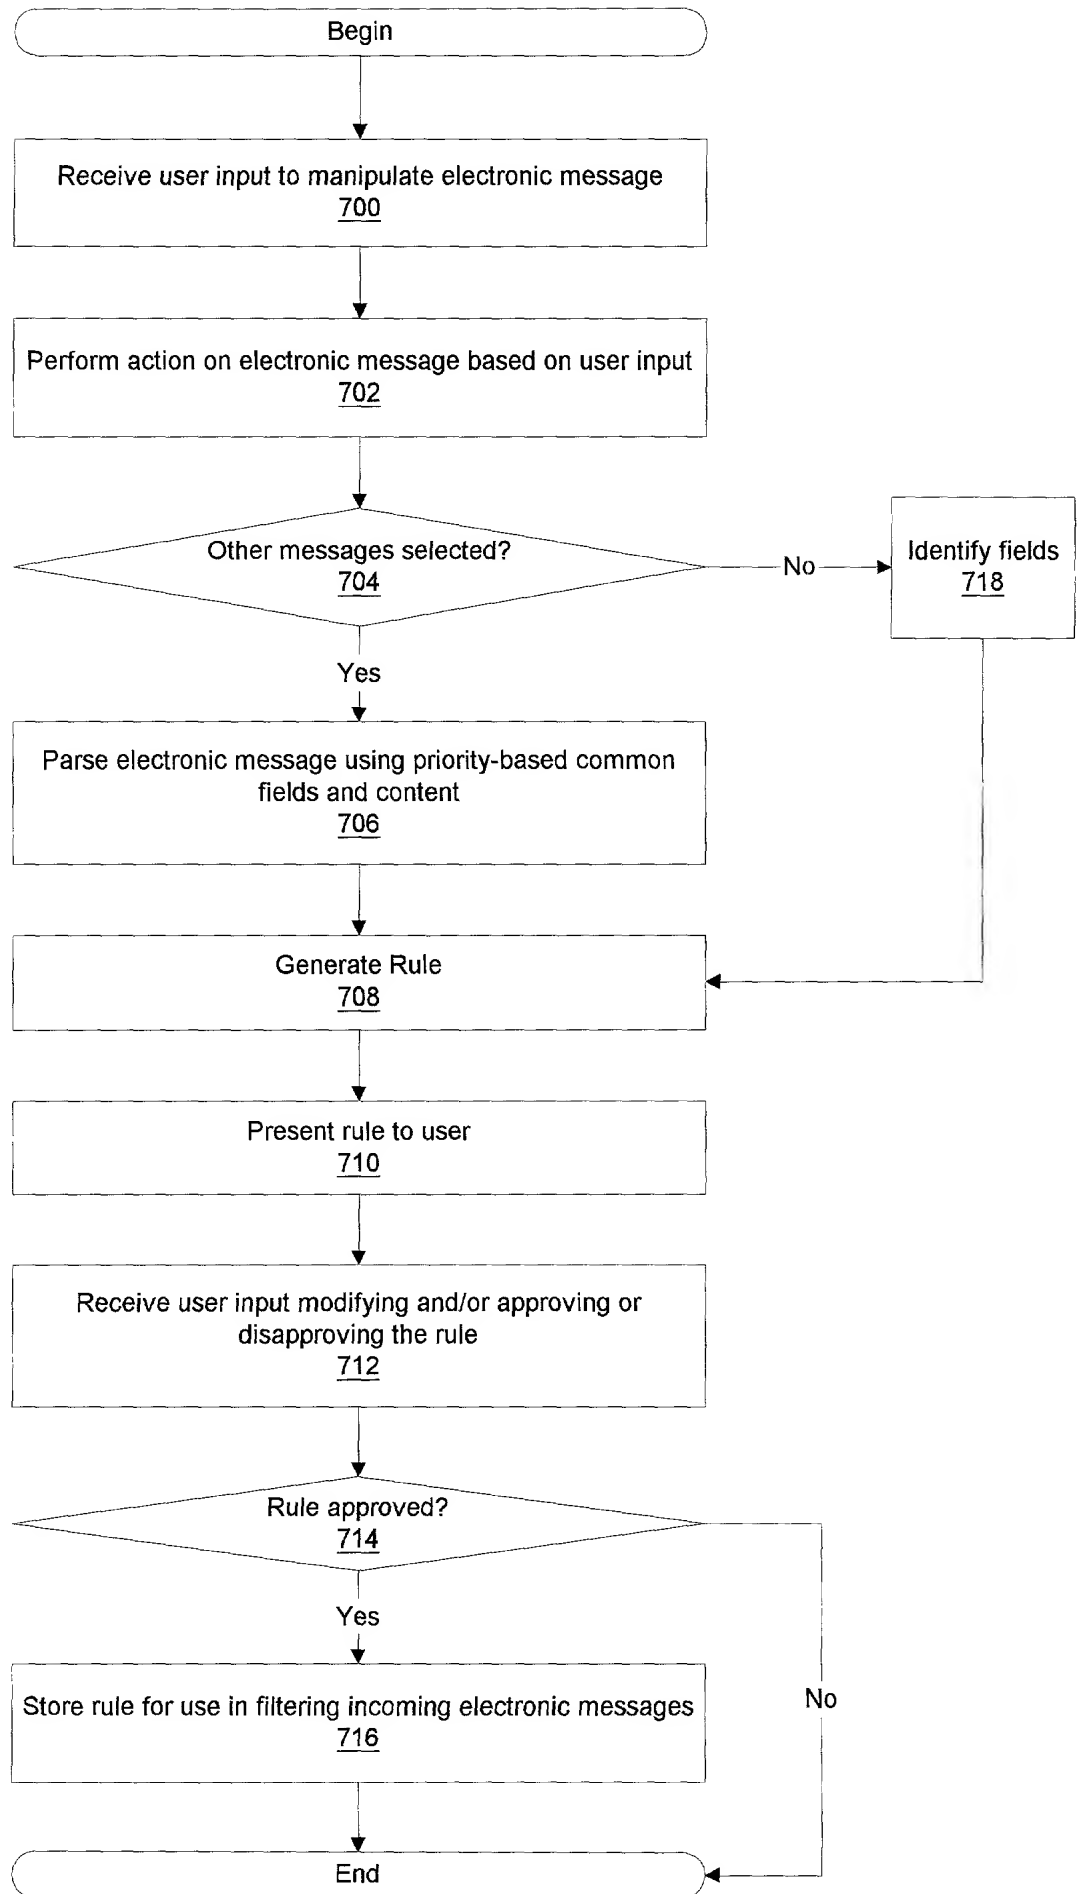 Begin
Receive user input to manipulate electronic message
700
Perform action on electronic message based on user input
702
Other messages selected?
704
No
Identify fields
718
Yes
Parse electronic message using priority-based common
fields and content
706
Generate Rule
708
Present rule to user
710
Receive user input modifying and/or approving or
disapproving the rule
712
Rule approved?
714
Yes
Store rule for use in filtering incoming electronic messages
716
No
End